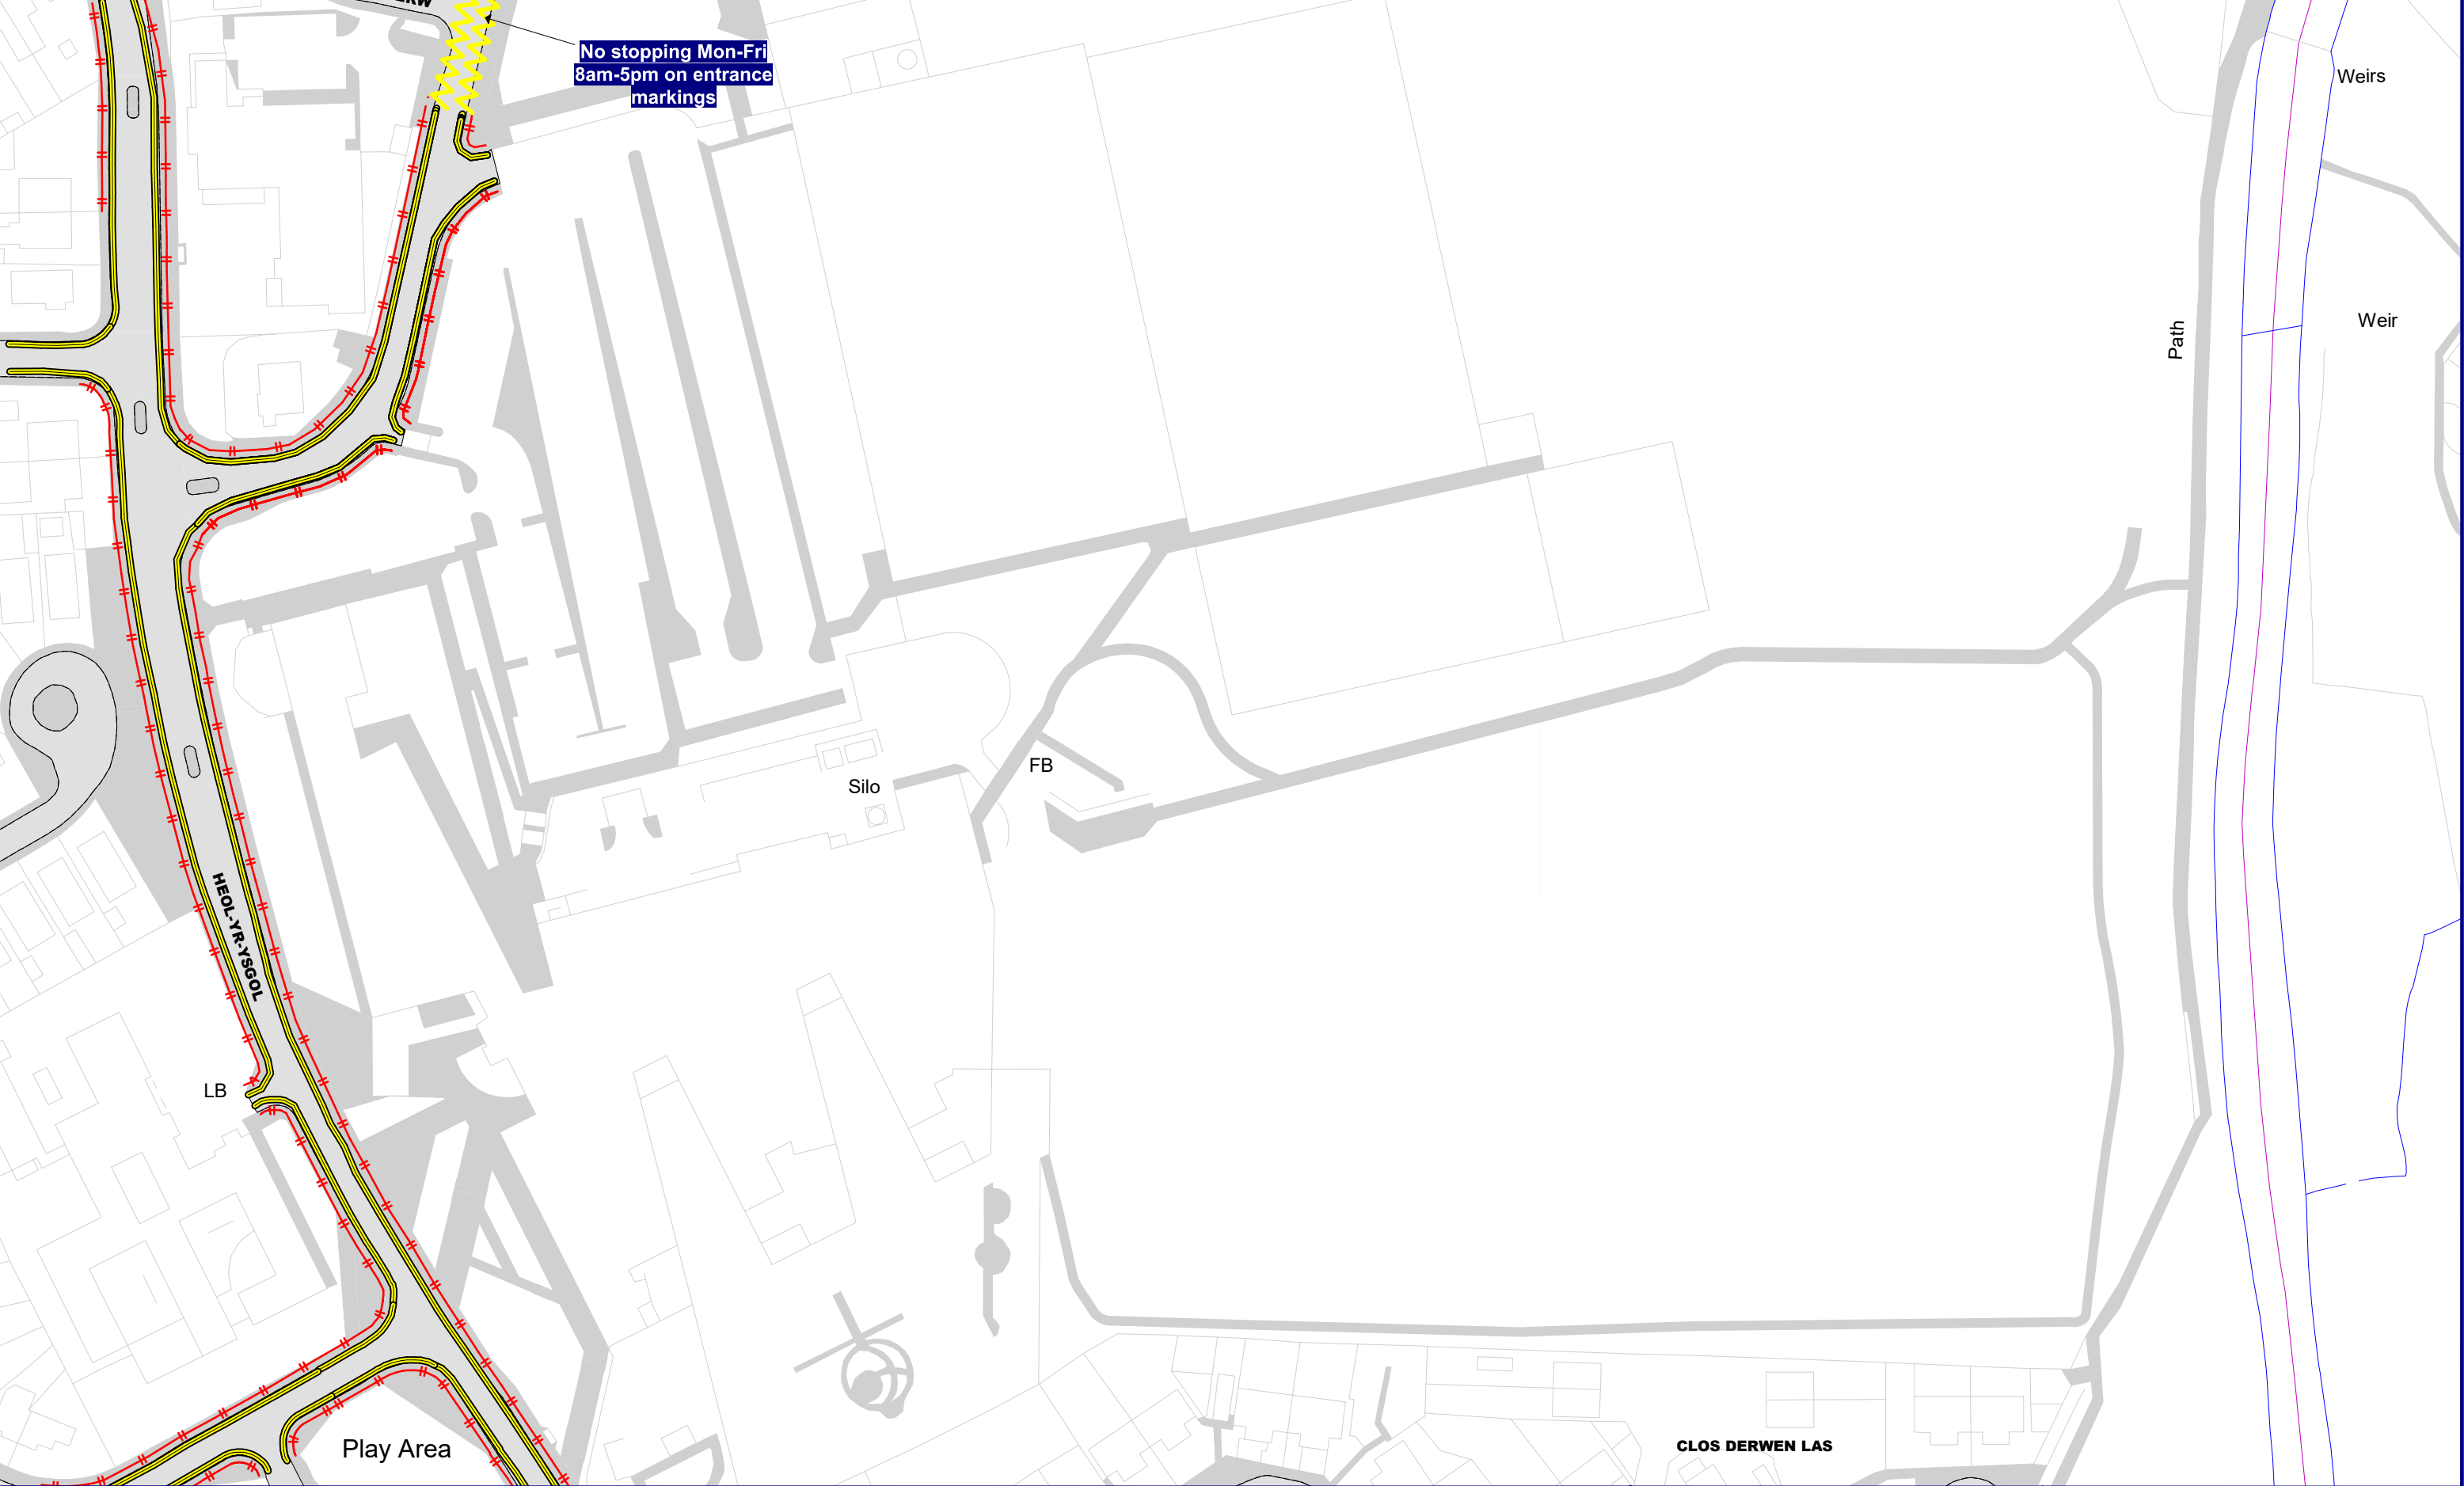 No stopping Mon-Fri
8am-5pm on entrance
markings
Weirs
Weir
Path
FB
Silo
HEOL-YR-YSGOL
LB
Play Area
CLOS DERWEN LAS